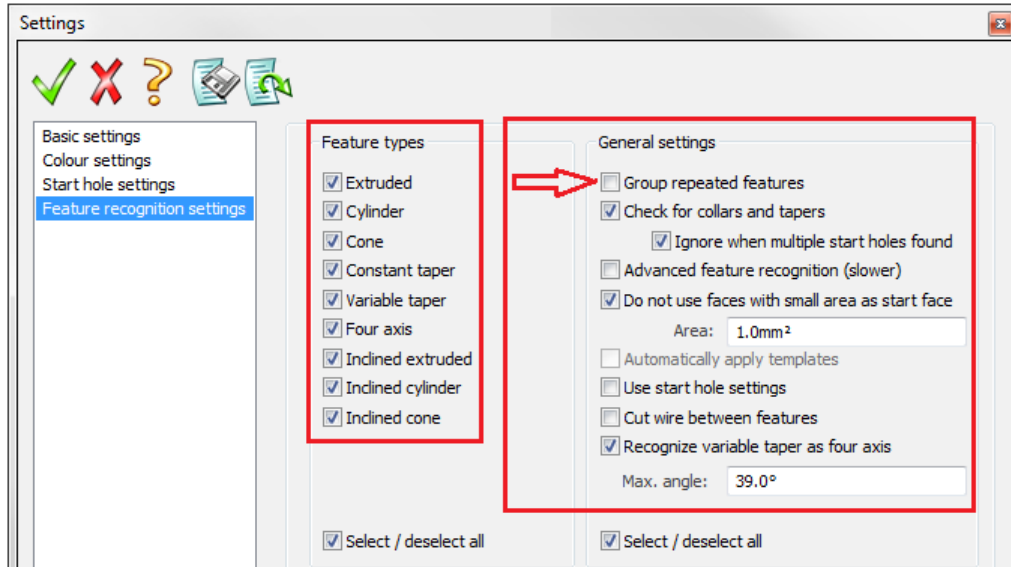 Settings
Basic settings
Colour settings
Start hole settings
Feature recognition settings
Feature types
Extruded
Cylinder
Cone
Constant taper
Variable taper
Four axis
Inclined extruded
Inclined cylinder
Inclined cone
Select / deselect all
General settings
Group repeated features
Check for collars and tapers
Ignore when multiple start holes found
Advanced feature recognition (slower)
Do not use faces with small area as start face
Area: 1.0mm²
Automatically apply templates
Use start hole settings
Cut wire between features
Recognize variable taper as four axis
Max. angle: 39.0°
Select / deselect all